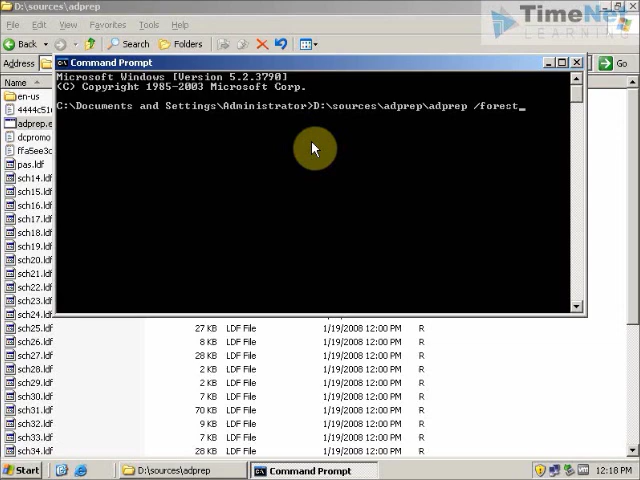 D:\sources\adprep
File Edit View Favorites Tools Help
TimeNet
LEARNING
Back Search Folders
Address Go
Name
en-us
adprep.e
dcpromo
pas.ldf
sch14.ldf
sch15.ldf
sch16.ldf
sch17.ldf
sch18.ldf
sch19.ldf
sch20.ldf
sch21.ldf
sch22.ldf
sch23.ldf
sch24.ldf
Command Prompt
Microsoft Windows [Version 5.2.3790]
(C) Copyright 1985-2003 Microsoft Corp.
C:\Documents and Settings\Administrator>D:\sources\adprep\adprep /forest_
sch25.ldf 27 KB LDF File 1/19/2008 12:00 PM R
sch26.ldf 8 KB LDF File 1/19/2008 12:00 PM R
sch27.ldf 28 KB LDF File 1/19/2008 12:00 PM R
sch28.ldf 2 KB LDF File 1/19/2008 12:00 PM R
sch29.ldf 2 KB LDF File 1/19/2008 12:00 PM R
sch30.ldf 7 KB LDF File 1/19/2008 12:00 PM R
sch31.ldf 70 KB LDF File 1/19/2008 12:00 PM R
sch32.ldf 9 KB LDF File 1/19/2008 12:00 PM R
sch33.ldf 7 KB LDF File 1/19/2008 12:00 PM R
sch34.ldf 28 KB LDF File 1/19/2008 12:00 PM R
Start D:\sources\adprep Command Prompt 12:18 PM